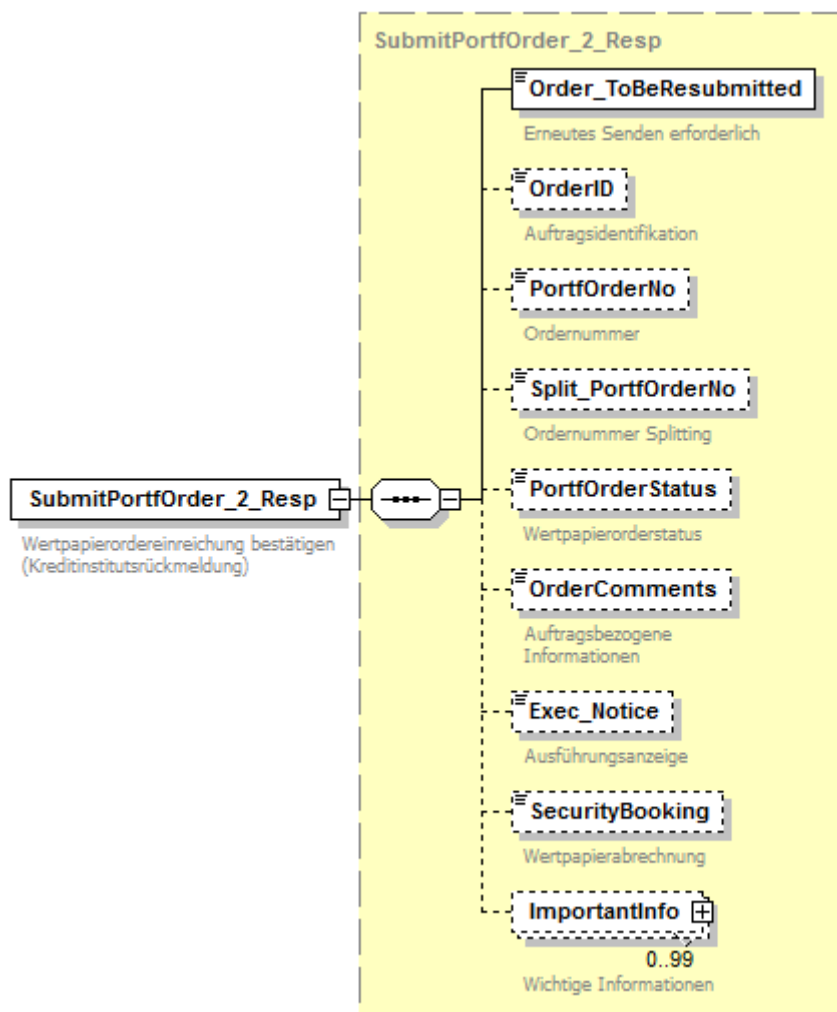 SubmitPortfOrder_2_Resp
Order_ToBeResubmitted
Erneutes Senden erforderlich
OrderID
Auftragsidentifikation
PortfOrderNo
Ordernummer
Split_PortfOrderNo
Ordernummer Splitting
SubmitPortfOrder_2_Resp
Wertpapierordereinreichung bestätigen
(Kreditinstitutsrückmeldung)
PortfOrderStatus
Wertpapierorderstatus
OrderComments
Auftragsbezogene
Informationen
Exec_Notice
Ausführungsanzeige
SecurityBooking
Wertpapierabrechnung
ImportantInfo
0..99
Wichtige Informationen